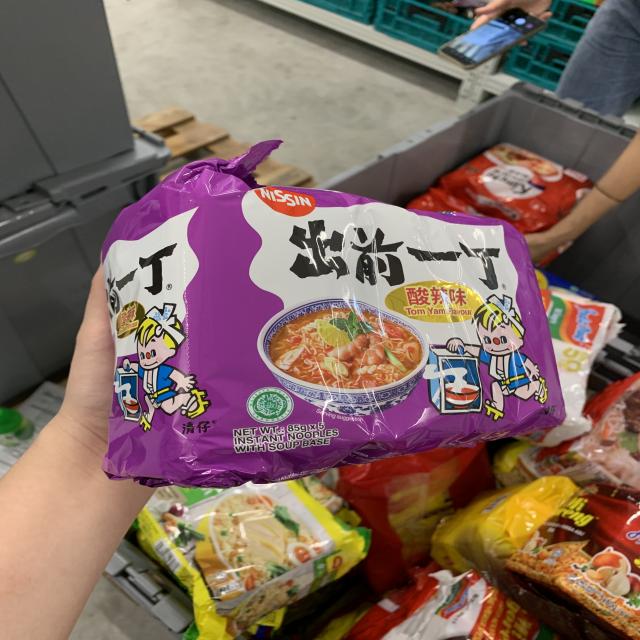 NISSIN
出前一丁
®
酸辣味
Tom Yam Flavour
清仔
®
NET WT. 85g x 5
INSTANT NOODLES
WITH SOUP BASE
前一丁
®